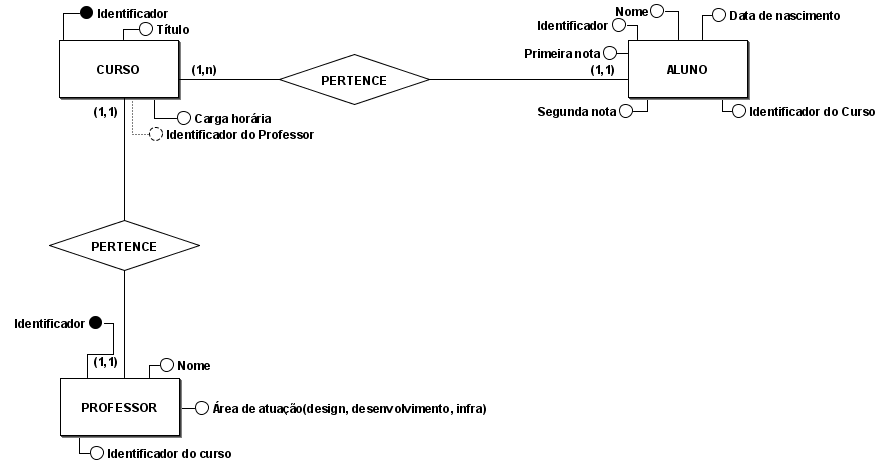 Identificador
Título
CURSO
(1,n)
PERTENCE
Nome
Identificador
Data de nascimento
Primeira nota
(1,1)
ALUNO
Segunda nota
Identificador do Curso
(1,1)
Carga horária
Identificador do Professor
PERTENCE
Identificador
(1,1)
Nome
PROFESSOR
Área de atuação(design, desenvolvimento, infra)
Identificador do curso